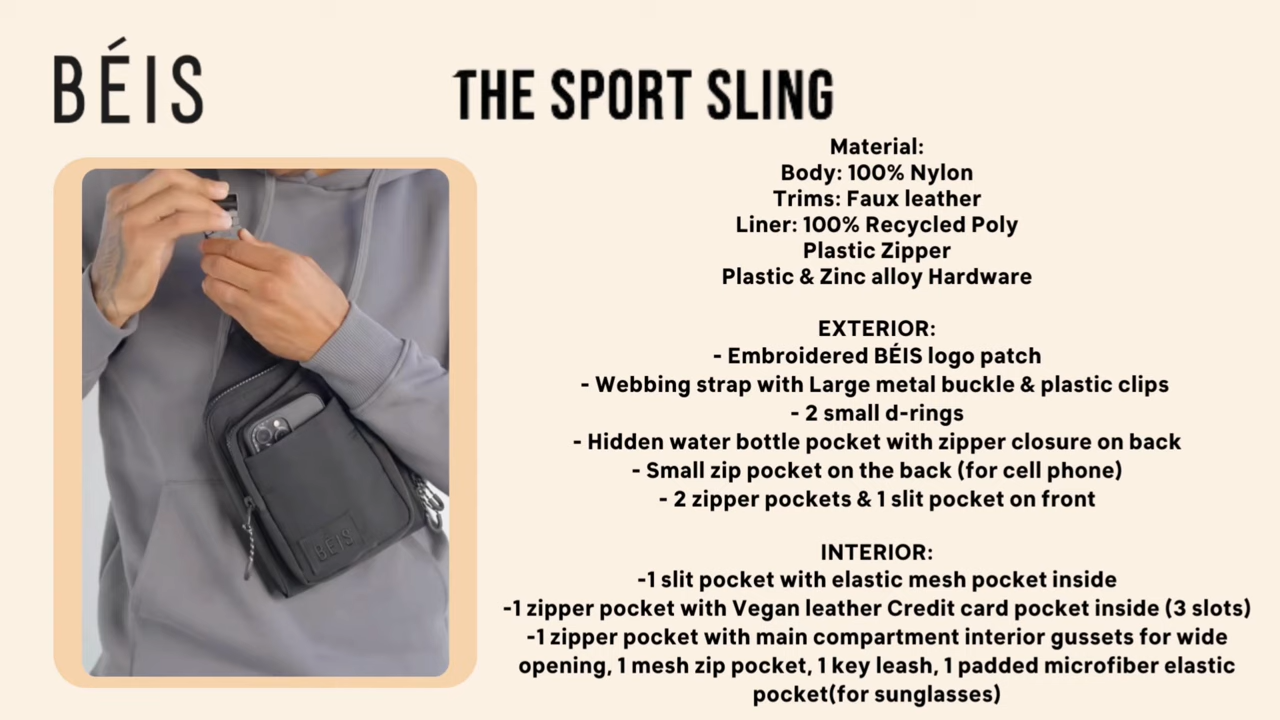 BÉIS
THE SPORT SLING
Material:
Body: 100% Nylon
Trims: Faux leather
Liner: 100% Recycled Poly
Plastic Zipper
Plastic & Zinc alloy Hardware
EXTERIOR:
- Embroidered BÉIS logo patch
- Webbing strap with Large metal buckle & plastic clips
- 2 small d-rings
- Hidden water bottle pocket with zipper closure on back
- Small zip pocket on the back (for cell phone)
- 2 zipper pockets & 1 slit pocket on front
INTERIOR:
-1 slit pocket with elastic mesh pocket inside
-1 zipper pocket with Vegan leather Credit card pocket inside (3 slots)
-1 zipper pocket with main compartment interior gussets for wide
opening, 1 mesh zip pocket, 1 key leash, 1 padded microfiber elastic
pocket(for sunglasses)
BÉIS